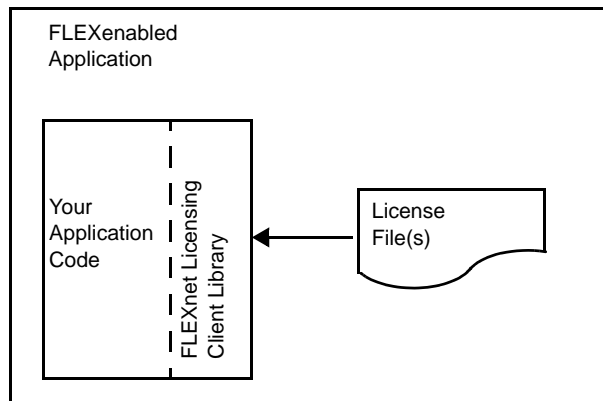 FLEXenabled
Application
Your
Application
Code
FLEXnet Licensing
Client Library
License
File(s)